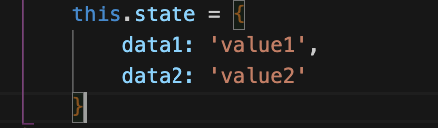 this.state = {
data1: 'value1',
data2: 'value2'
}